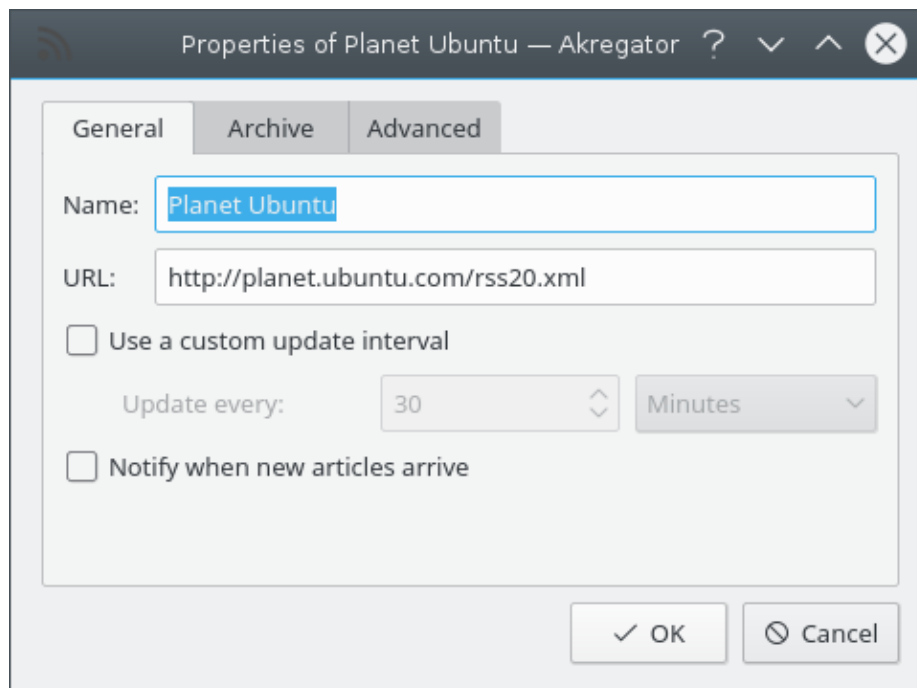 Properties of Planet Ubuntu — Akregator ?
General Archive Advanced
Name: Planet Ubuntu
URL: http://planet.ubuntu.com/rss20.xml
Use a custom update interval
Update every: 30 Minutes
Notify when new articles arrive
OK Cancel